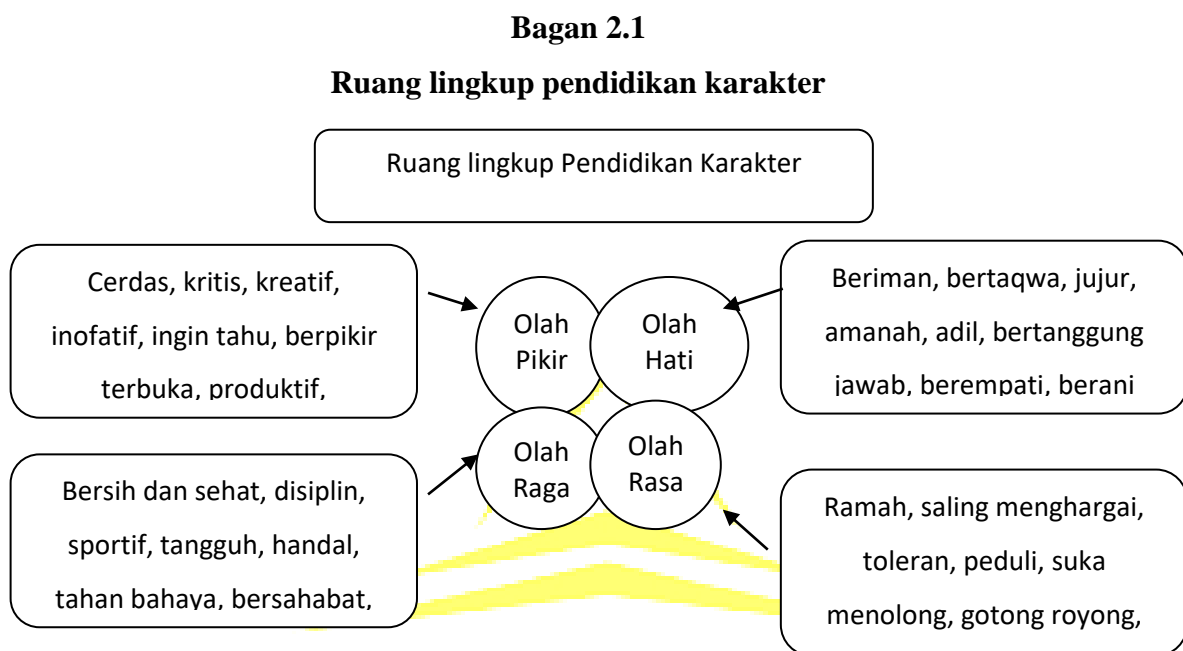 Bagan 2.1
Ruang lingkup pendidikan karakter
Ruang lingkup Pendidikan Karakter
Cerdas, kritis, kreatif,
inofatif, ingin tahu, berpikir
terbuka, produktif,
Olah
Pikir
Olah
Hati
Beriman, bertaqwa, jujur,
amanah, adil, bertanggung
jawab, berempati, berani
Bersih dan sehat, disiplin,
sportif, tangguh, handal,
tahan bahaya, bersahabat,
Olah
Raga
Olah
Rasa
Ramah, saling menghargai,
toleran, peduli, suka
menolong, gotong royong,